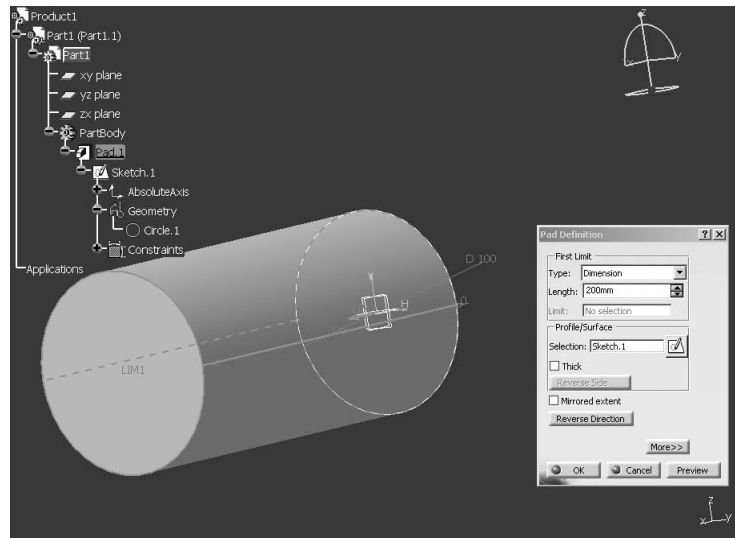 Product1
Part1 (Part1.1)
Part1
xy plane
yz plane
zx plane
PartBody
Pad.1
Sketch.1
AbsoluteAxis
Geometry
Circle.1
Constraints
Applications
LIM1
D 100
V
H
z
x
y
Pad Definition
? X
First Limit
Type: Dimension
Length: 200mm
Limit: No selection
Profile/Surface
Selection: Sketch.1
Thick
Reverse Side
Mirrored extent
Reverse Direction
More>>
OK Cancel Preview
z
x y